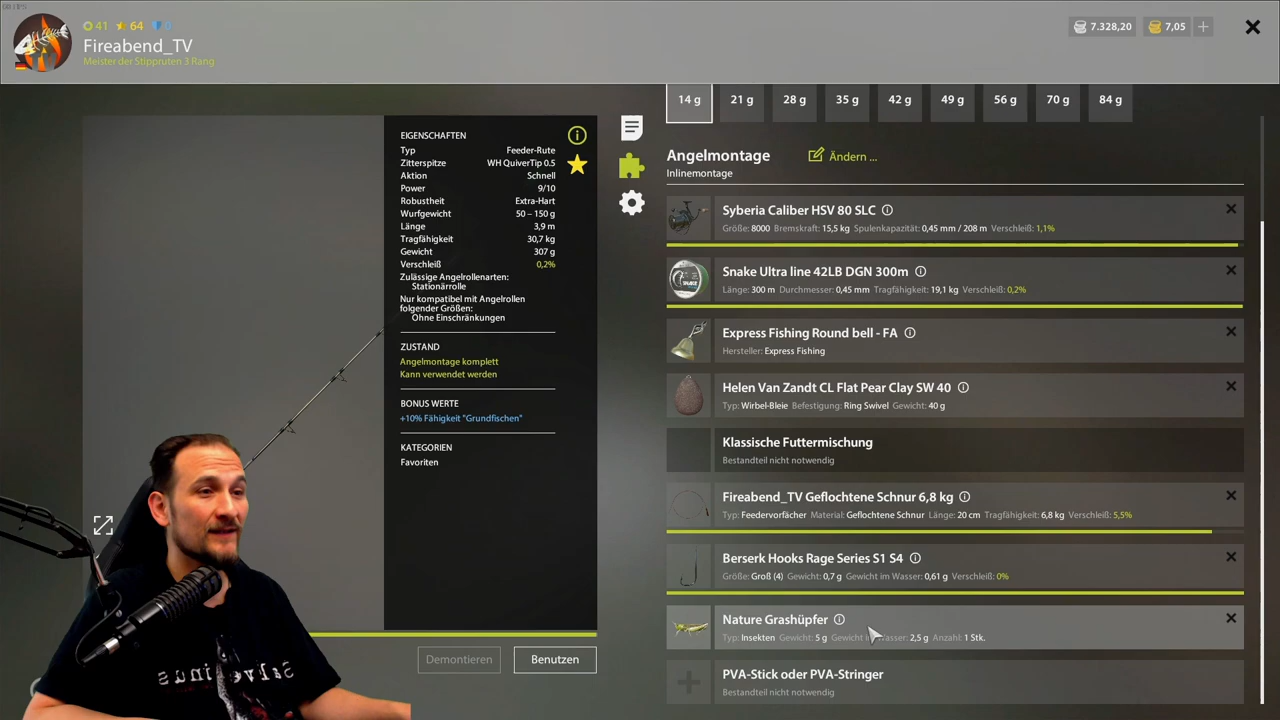 41 64 0
Fireabend_TV
Meister der Stippruten 3 Rang
7.328,20 7,05 +
14 g 21 g 28 g 35 g 42 g 49 g 56 g 70 g 84 g
EIGENSCHAFTEN
Typ Feeder-Rute
Zitterspitze WH QuiverTip 0.5
Aktion Schnell
Power 9/10
Robustheit Extra-Hart
Wurfgewicht 50 – 150 g
Länge 3,9 m
Tragfähigkeit 30,7 kg
Gewicht 307 g
Verschleiß 0,2%
Zulässige Angelrollenarten:
Stationärrolle
Nur kompatibel mit Angelrollen
folgender Größen:
Ohne Einschränkungen
ZUSTAND
Angelmontage komplett
Kann verwendet werden
BONUS WERTE
+10% Fähigkeit "Grundfischen"
KATEGORIEN
Favoriten
Demontieren Benutzen
Angelmontage Ändern ...
Inlinemontage
Syberia Caliber HSV 80 SLC
Größe: 8000 Bremskraft: 15,5 kg Spulenkapazität: 0,45 mm / 208 m Verschleiß: 1,1%
Snake Ultra line 42LB DGN 300m
Länge: 300 m Durchmesser: 0,45 mm Tragfähigkeit: 19,1 kg Verschleiß: 0,2%
Express Fishing Round bell - FA
Hersteller: Express Fishing
Helen Van Zandt CL Flat Pear Clay SW 40
Typ: Wirbel-Bleie Befestigung: Ring Swivel Gewicht: 40 g
Klassische Futtermischung
Bestandteil nicht notwendig
Fireabend_TV Geflochtene Schnur 6,8 kg
Typ: Feedervorfächer Material: Geflochtene Schnur Länge: 20 cm Tragfähigkeit: 6,8 kg Verschleiß: 5,5%
Berserk Hooks Rage Series S1 S4
Größe: Groß (4) Gewicht: 0,7 g Gewicht im Wasser: 0,61 g Verschleiß: 0%
Nature Grashüpfer
Typ: Insekten Gewicht: 5 g Gewicht Wasser: 2,5 g Anzahl: 1 Stk.
PVA-Stick oder PVA-Stringer
Bestandteil nicht notwendig